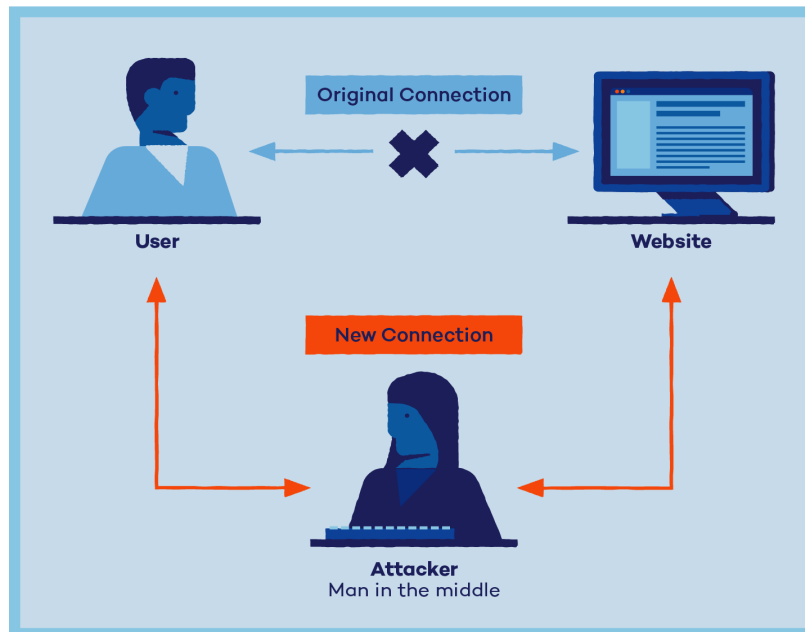 Original Connection
User
Website
New Connection
Attacker
Man in the middle